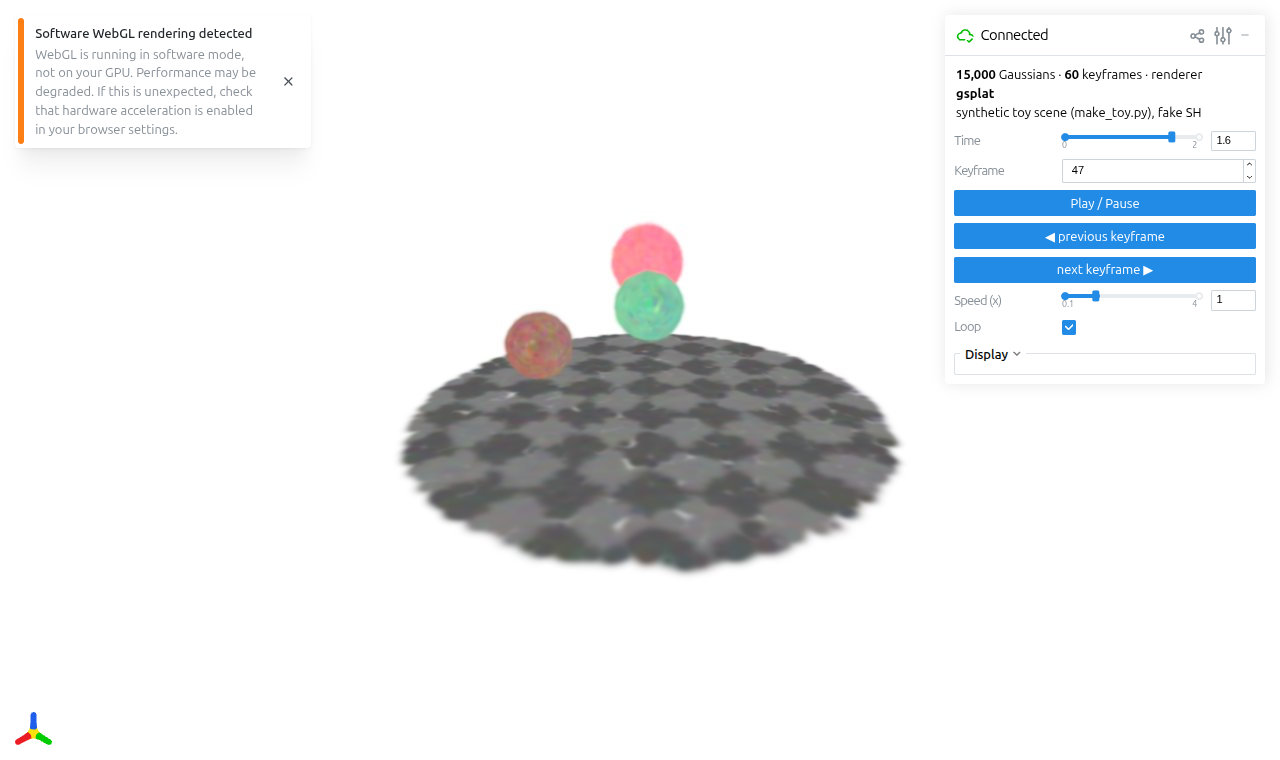 Software WebGL rendering detected
WebGL is running in software mode,
not on your GPU. Performance may be
degraded. If this is unexpected, check
that hardware acceleration is enabled
in your browser settings.
Connected
15,000 Gaussians · 60 keyframes · renderer
gsplat
synthetic toy scene (make_toy.py), fake SH
Time 0 2 1.6
Keyframe 47
Play / Pause
◀ previous keyframe
next keyframe ▶
Speed (x) 0.1 4 1
Loop
Display